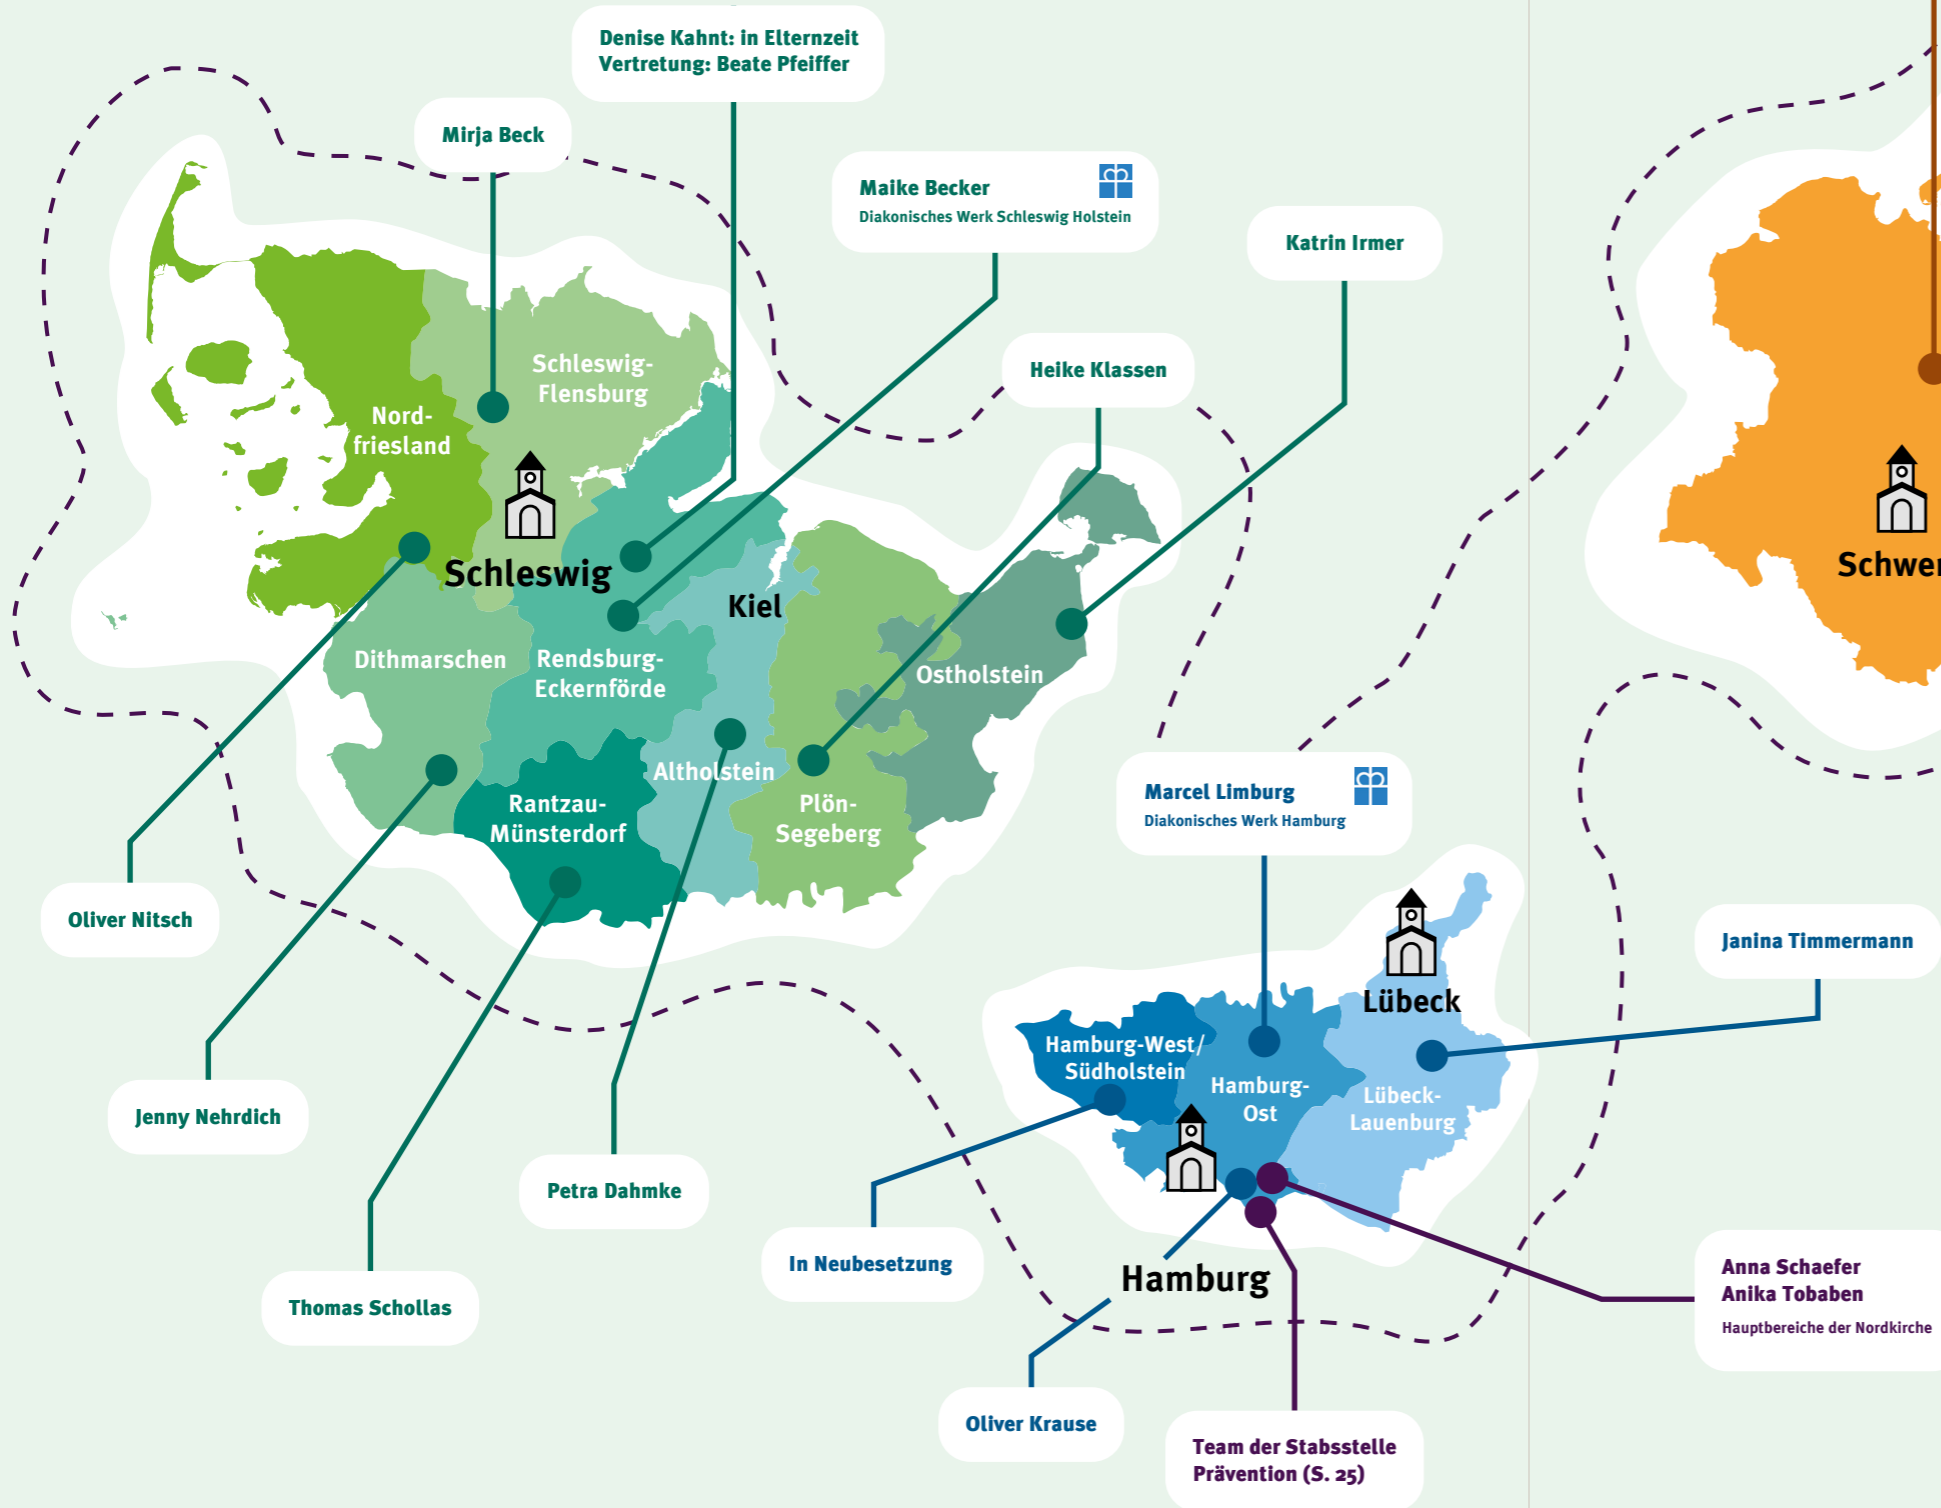 Denise Kahnt: in Elternzeit
Vertretung: Beate Pfeiffer
Mirja Beck
Maike Becker
Diakonisches Werk Schleswig Holstein
Katrin Irmer
Heike Klassen
Schleswig-
Flensburg
Nord-
friesland
Schleswig
Kiel
Schwer
Dithmarschen
Rendsburg-
Eckernförde
Ostholstein
Altholstein
Rantzau-
Münsterdorf
Plön-
Segeberg
Marcel Limburg
Diakonisches Werk Hamburg
Oliver Nitsch
Janina Timmermann
Lübeck
Hamburg-West/
Südholstein
Hamburg-
Ost
Lübeck-
Lauenburg
Jenny Nehrdich
Petra Dahmke
In Neubesetzung
Hamburg
Anna Schaefer
Anika Tobaben
Hauptbereiche der Nordkirche
Thomas Schollas
Oliver Krause
Team der Stabsstelle
Prävention (S. 25)